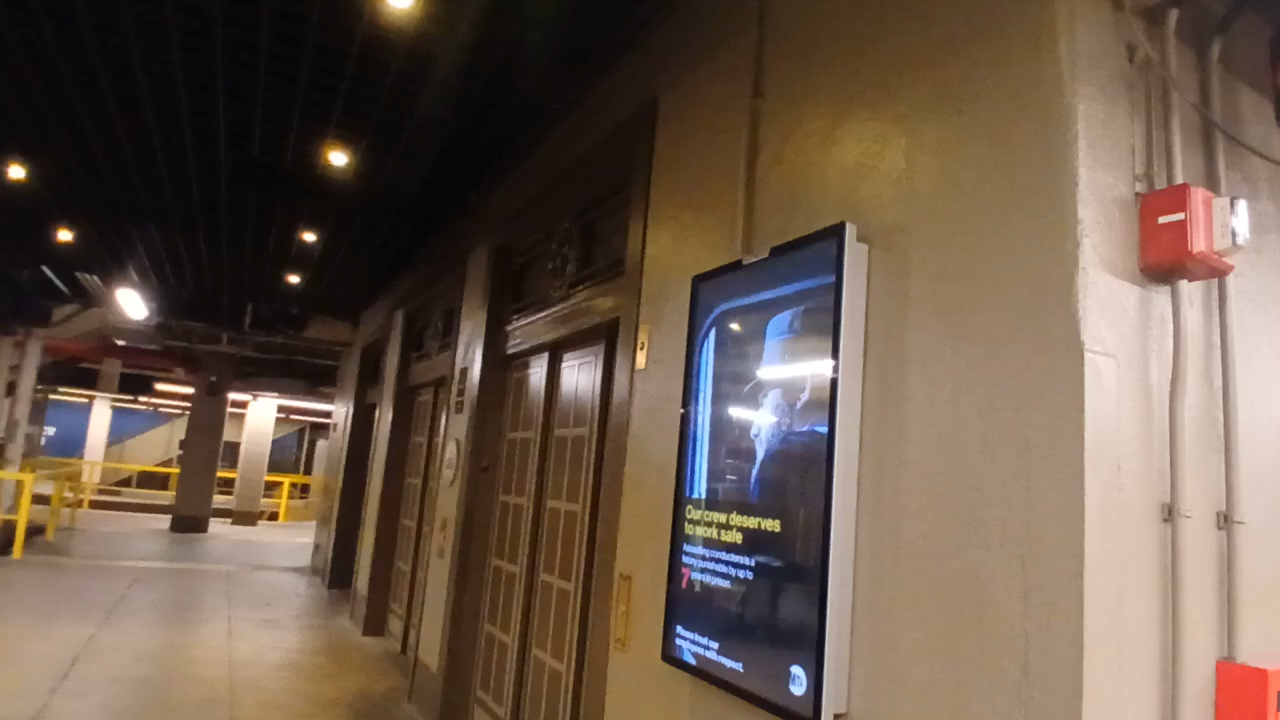 Our crew deserves
to work safe
Assaulting conductors is a
felony punishable by up to
7 years in prison.
Please treat our
employees with respect.
MTA